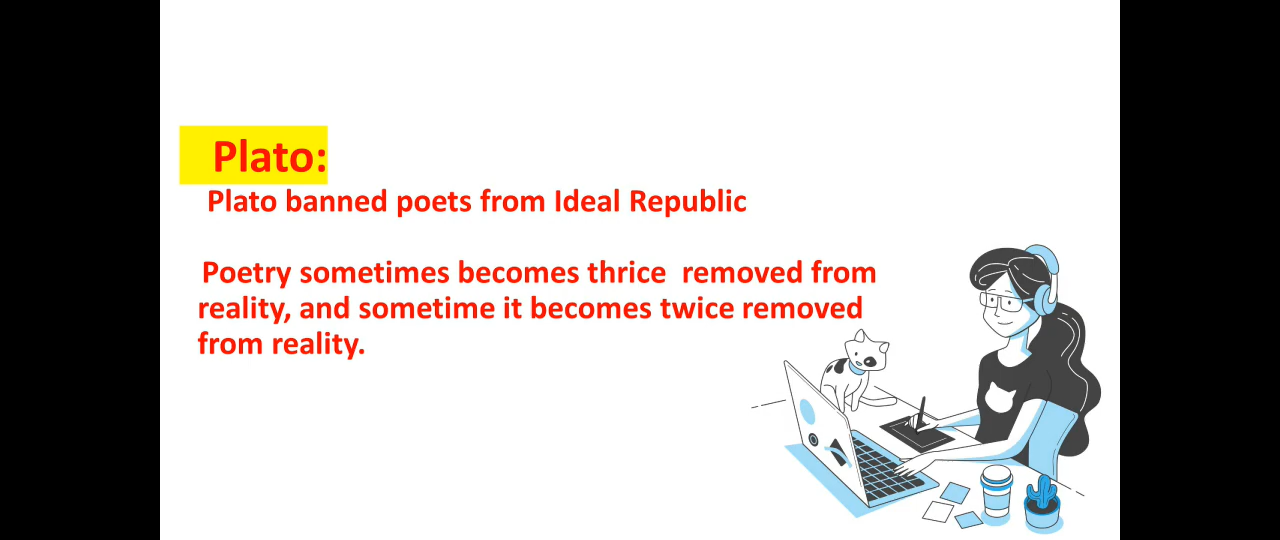 Plato:
Plato banned poets from Ideal Republic
Poetry sometimes becomes thrice removed from
reality, and sometime it becomes twice removed
from reality.